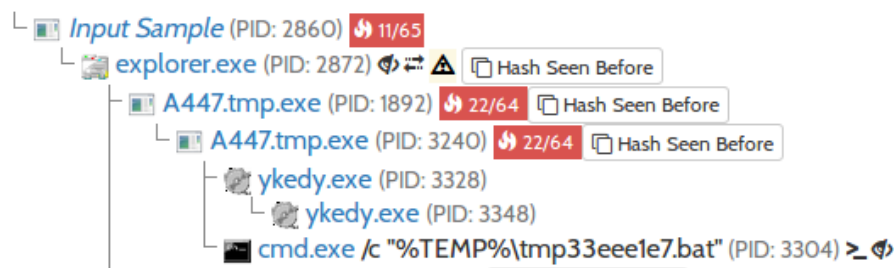 Input Sample (PID: 2860) 11/65
explorer.exe (PID: 2872) Hash Seen Before
A447.tmp.exe (PID: 1892) 22/64 Hash Seen Before
A447.tmp.exe (PID: 3240) 22/64 Hash Seen Before
ykedy.exe (PID: 3328)
ykedy.exe (PID: 3348)
cmd.exe /c "%TEMP%\tmp33eee1e7.bat" (PID: 3304)